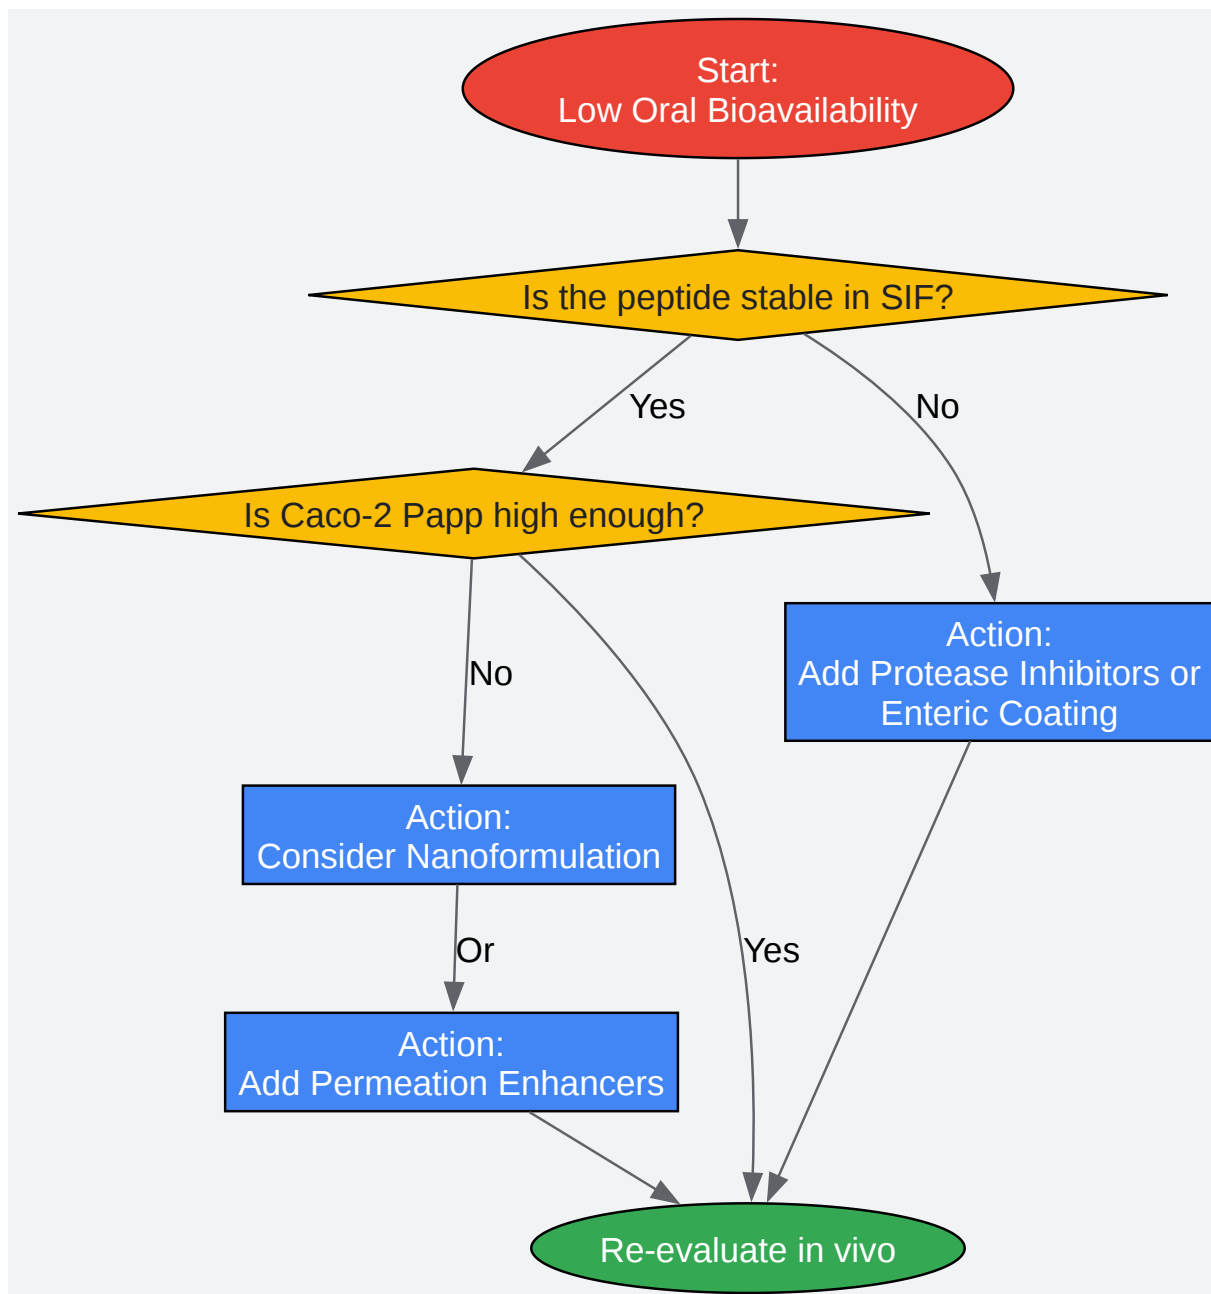 Start:
Low Oral Bioavailability
Is the peptide stable in SIF?
Yes
No
Is Caco-2 Papp high enough?
Action:
Add Protease Inhibitors or
Enteric Coating
No
Action:
Consider Nanoformulation
Or
Yes
Action:
Add Permeation Enhancers
Re-evaluate in vivo